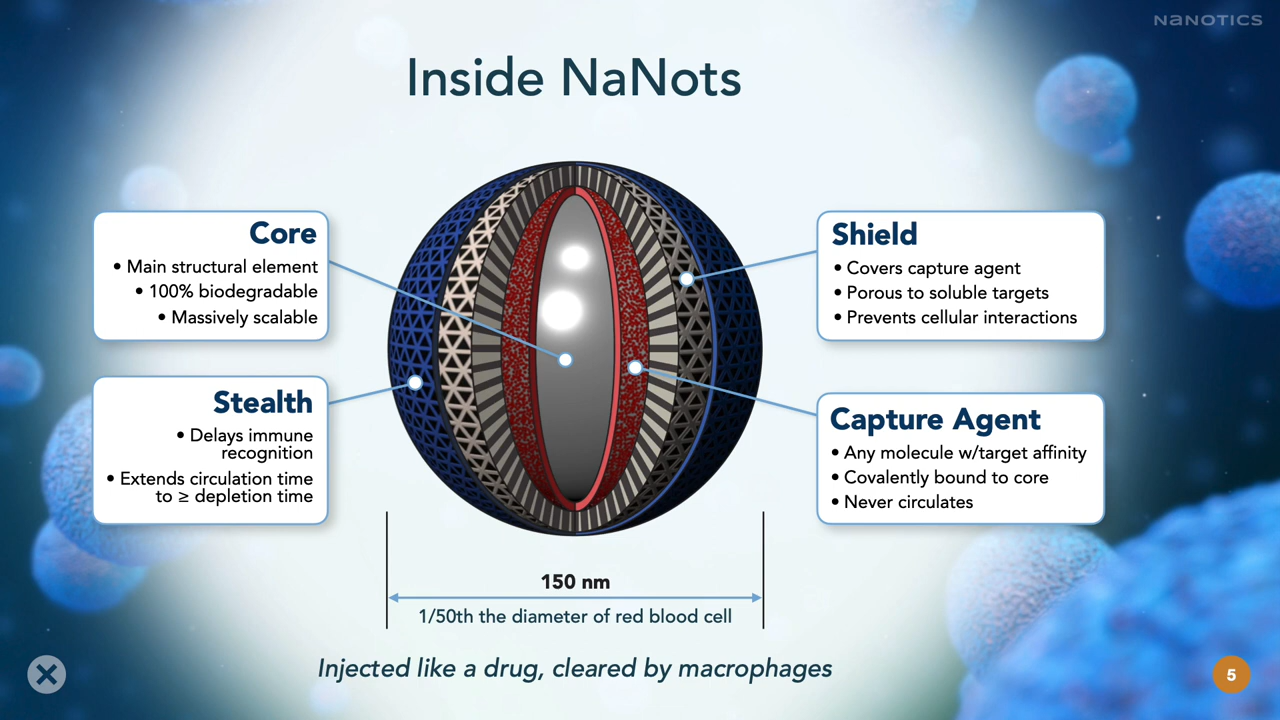 NANOTICS
Inside NaNots
Core
• Main structural element
• 100% biodegradable
• Massively scalable
Stealth
• Delays immune
recognition
• Extends circulation time
to ≥ depletion time
Shield
• Covers capture agent
• Porous to soluble targets
• Prevents cellular interactions
Capture Agent
• Any molecule w/target affinity
• Covalently bound to core
• Never circulates
150 nm
1/50th the diameter of red blood cell
Injected like a drug, cleared by macrophages
5